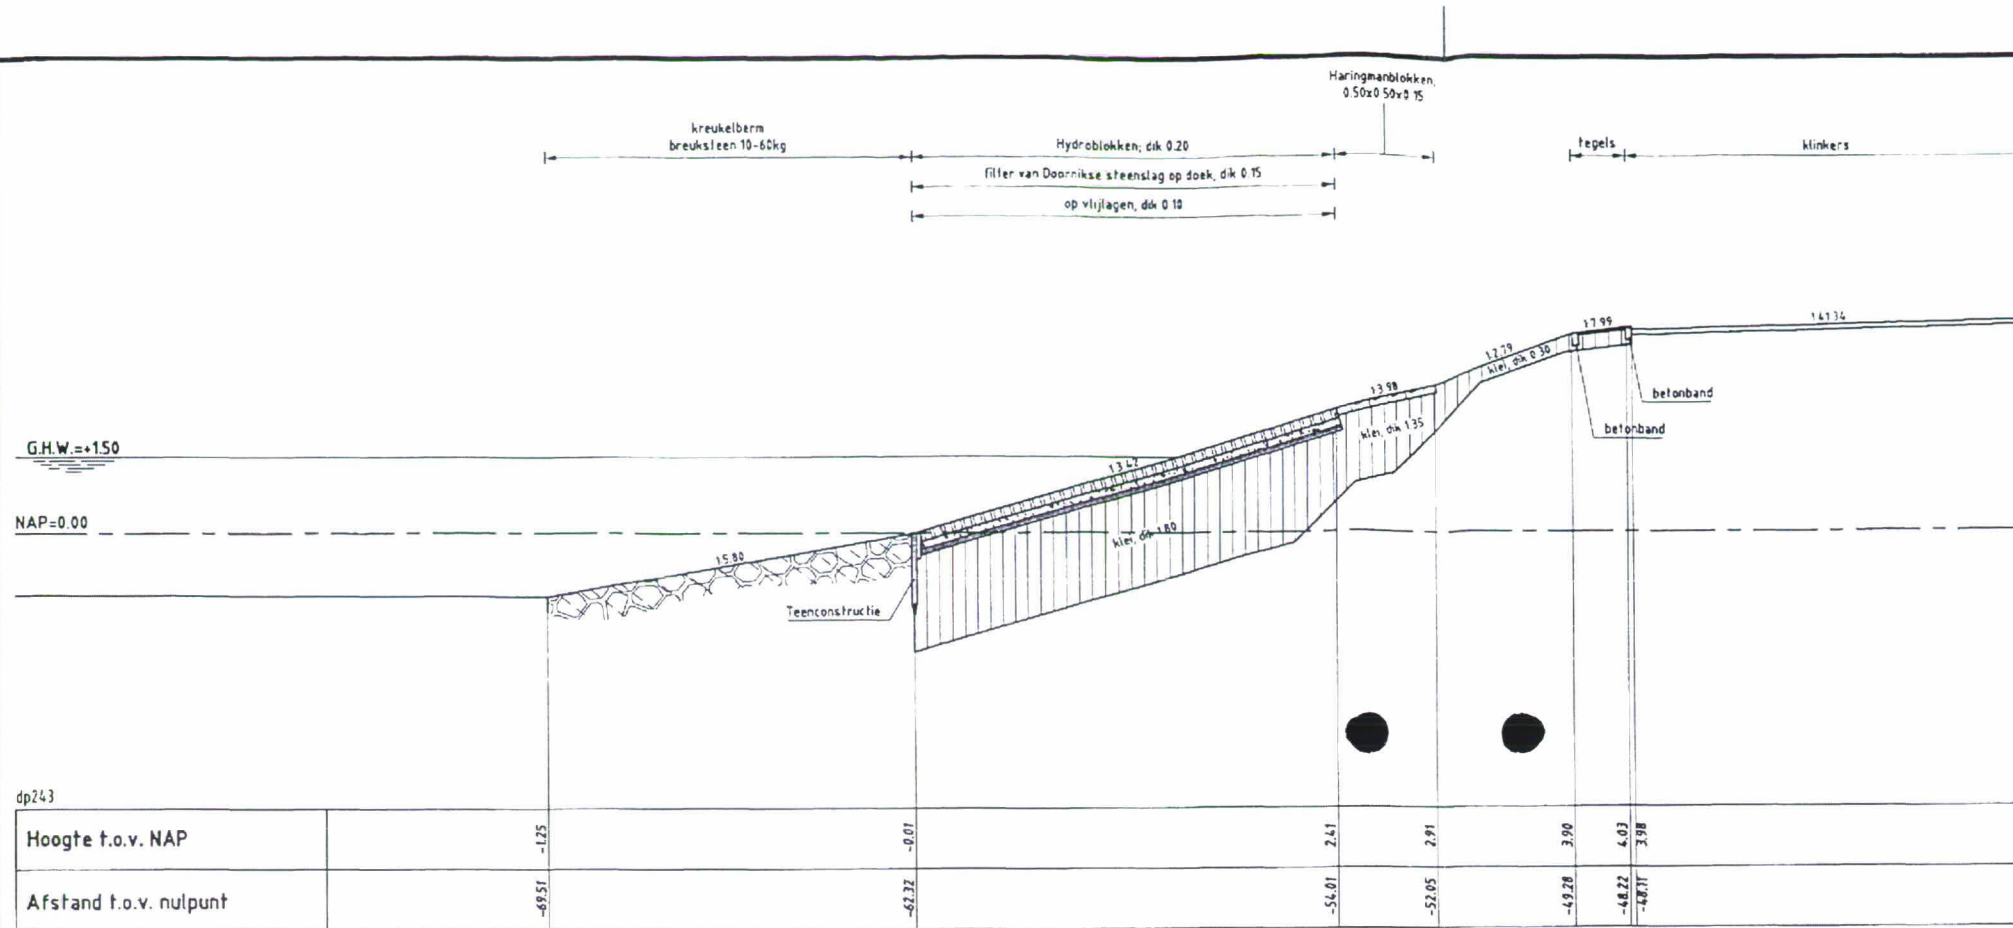 Haringmanblokken,
0.50x0.50x0.15
kreukelberm
breuksteen 10-60kg
Hydroblokken; dik 0.20
tegels
klinkers
filter van Doornikse steenslag op doek, dik 0.15
op vlijlagen, dik 0.10
1:7.99
1:41.34
1:2.79
klei, dik 0.30
1:3.98
betonband
klei, dik 1.35
betonband
G.H.W.=+1.50
1:3.42
NAP=0.00
klei, dik 1.80
1:5.80
Teenconstructie
dp243
Hoogte t.o.v. NAP
-1.25
-0.01
2.41
2.91
3.90
4.03
3.98
Afstand t.o.v. nulpunt
-69.51
-62.32
-54.01
-52.05
-49.28
-48.22
-48.11